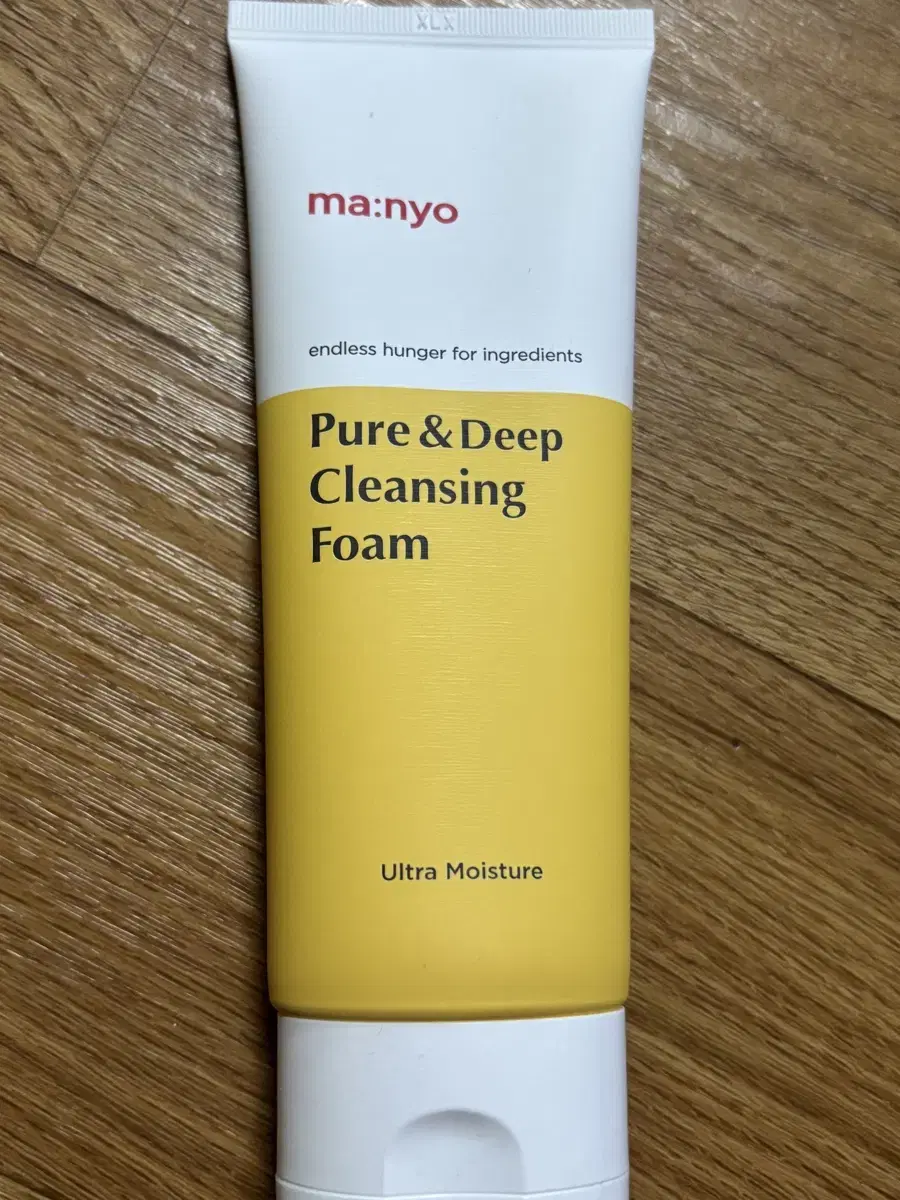 ma:nyo
endless hunger for ingredients
Pure & Deep
Cleansing
Foam
Ultra Moisture